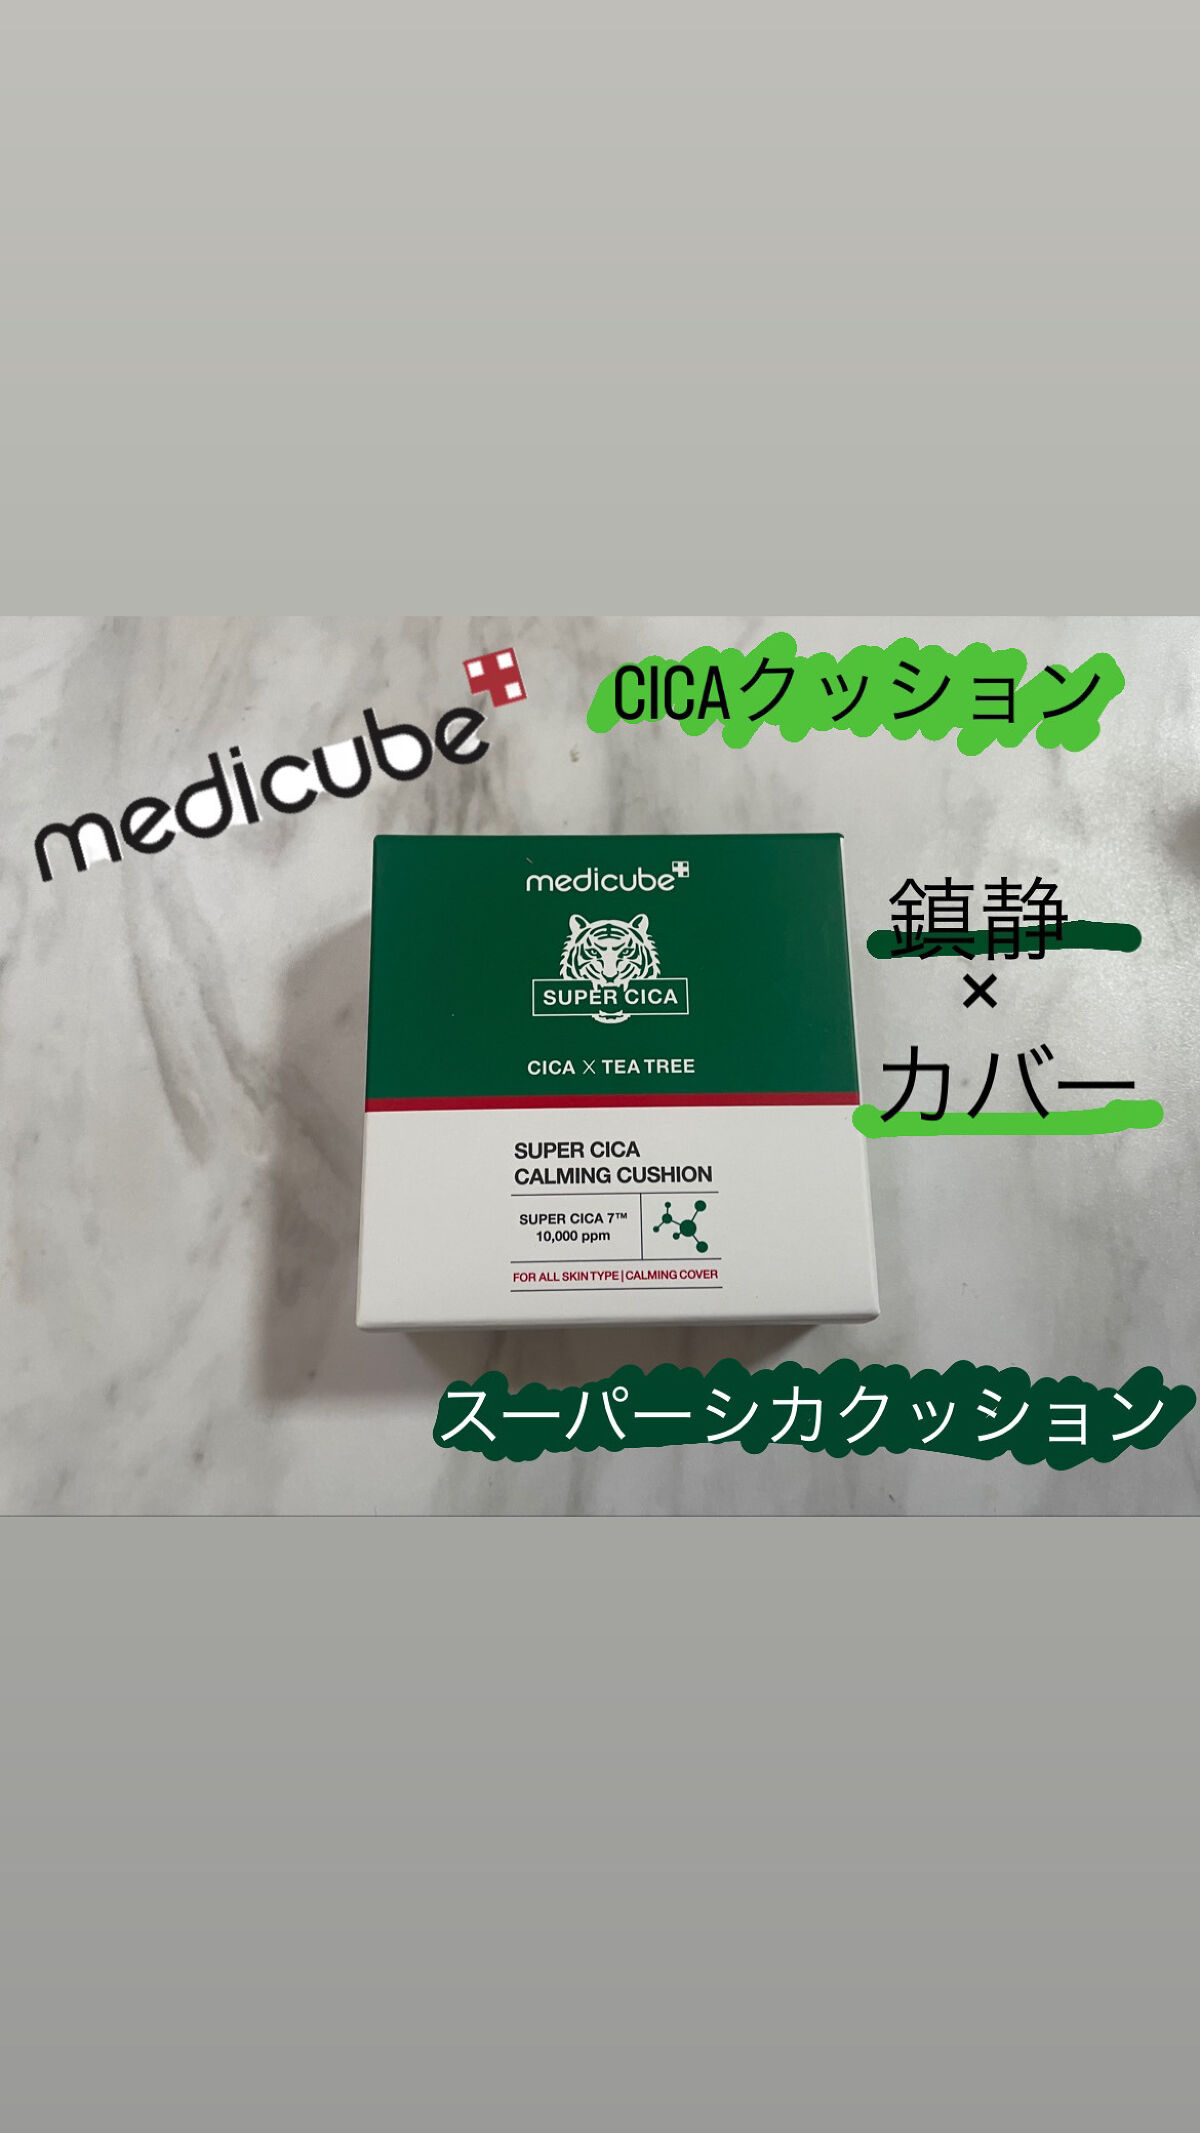 medicube
CICAクッション
鎮静
×
カバー
medicube
SUPER CICA
CICA × TEA TREE
SUPER CICA
CALMING CUSHION
SUPER CICA 7™
10,000 ppm
FOR ALL SKIN TYPE | CALMING COVER
スーパーシカクッション